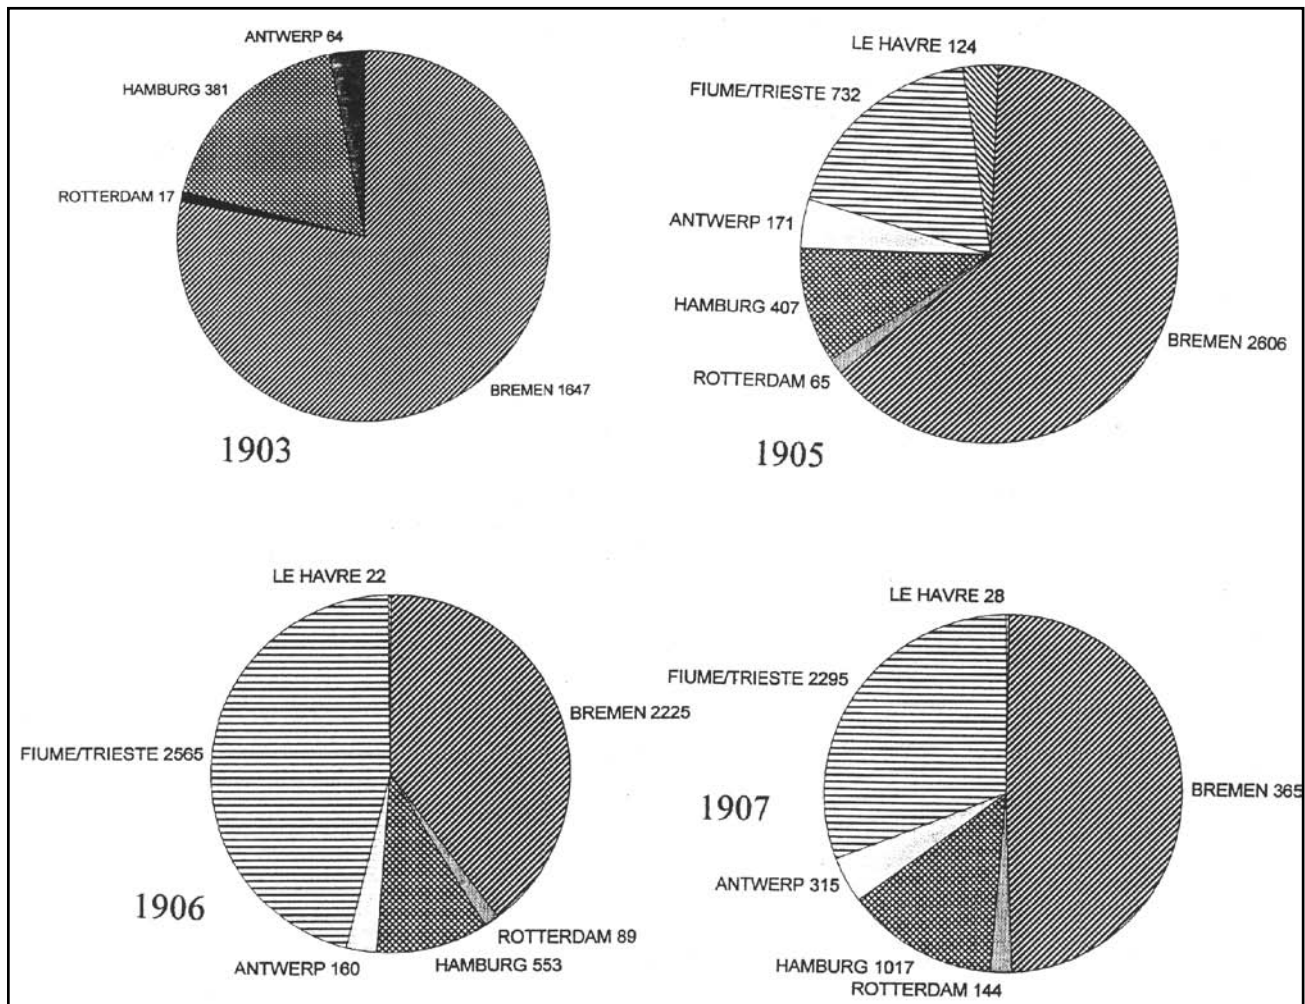 ANTWERP 64
HAMBURG 381
ROTTERDAM 17
BREMEN 1647
1903
LE HAVRE 124
FIUME/TRIESTE 732
ANTWERP 171
HAMBURG 407
BREMEN 2606
ROTTERDAM 65
1905
LE HAVRE 22
BREMEN 2225
FIUME/TRIESTE 2565
1906
ROTTERDAM 89
HAMBURG 553
ANTWERP 160
LE HAVRE 28
FIUME/TRIESTE 2295
BREMEN 365
1907
ANTWERP 315
HAMBURG 1017
ROTTERDAM 144